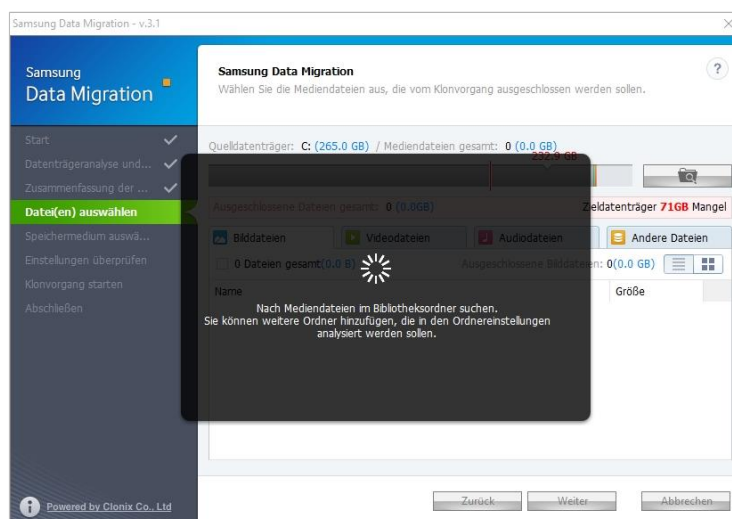 Samsung Data Migration - v.3.1
Samsung
Data Migration
Samsung Data Migration
Wählen Sie die Mediendateien aus, die vom Klonvorgang ausgeschlossen werden sollen.
?
Start
Datenträgeranalyse und...
Zusammenfassung der ...
Datei(en) auswählen
Speichermedium auswä...
Einstellungen überprüfen
Klonvorgang starten
Abschließen
Quelldatenträger: C: (265.0 GB) / Mediendateien gesamt: 0 (0.0 GB)
232.9 GB
Ausgeschlossene Dateien gesamt: 0 (0.0GB)
Zieldatenträger 71GB Mangel
Bilddateien
Videodateien
Audiodateien
Andere Dateien
0 Dateien gesamt(0.0 B)
Ausgeschlossene Bilddateien: 0(0.0 GB)
Name
Größe
Nach Mediendateien im Bibliotheksordner suchen.
Sie können weitere Ordner hinzufügen, die in den Ordnereinstellungen
analysiert werden sollen.
Powered by Clonix Co., Ltd
Zurück
Weiter
Abbrechen